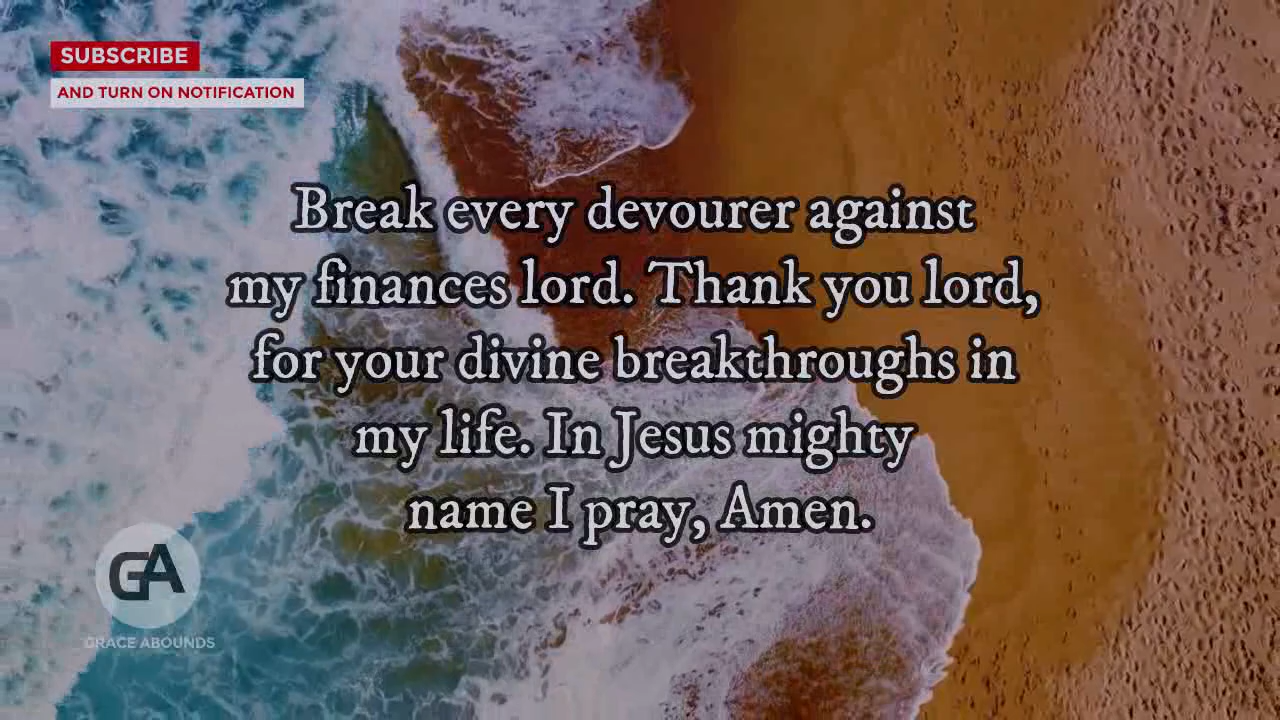 SUBSCRIBE
AND TURN ON NOTIFICATION
Break every devourer against
my finances lord. Thank you lord,
for your divine breakthroughs in
my life. In Jesus mighty
name I pray, Amen.
GA
GRACE ABOUNDS